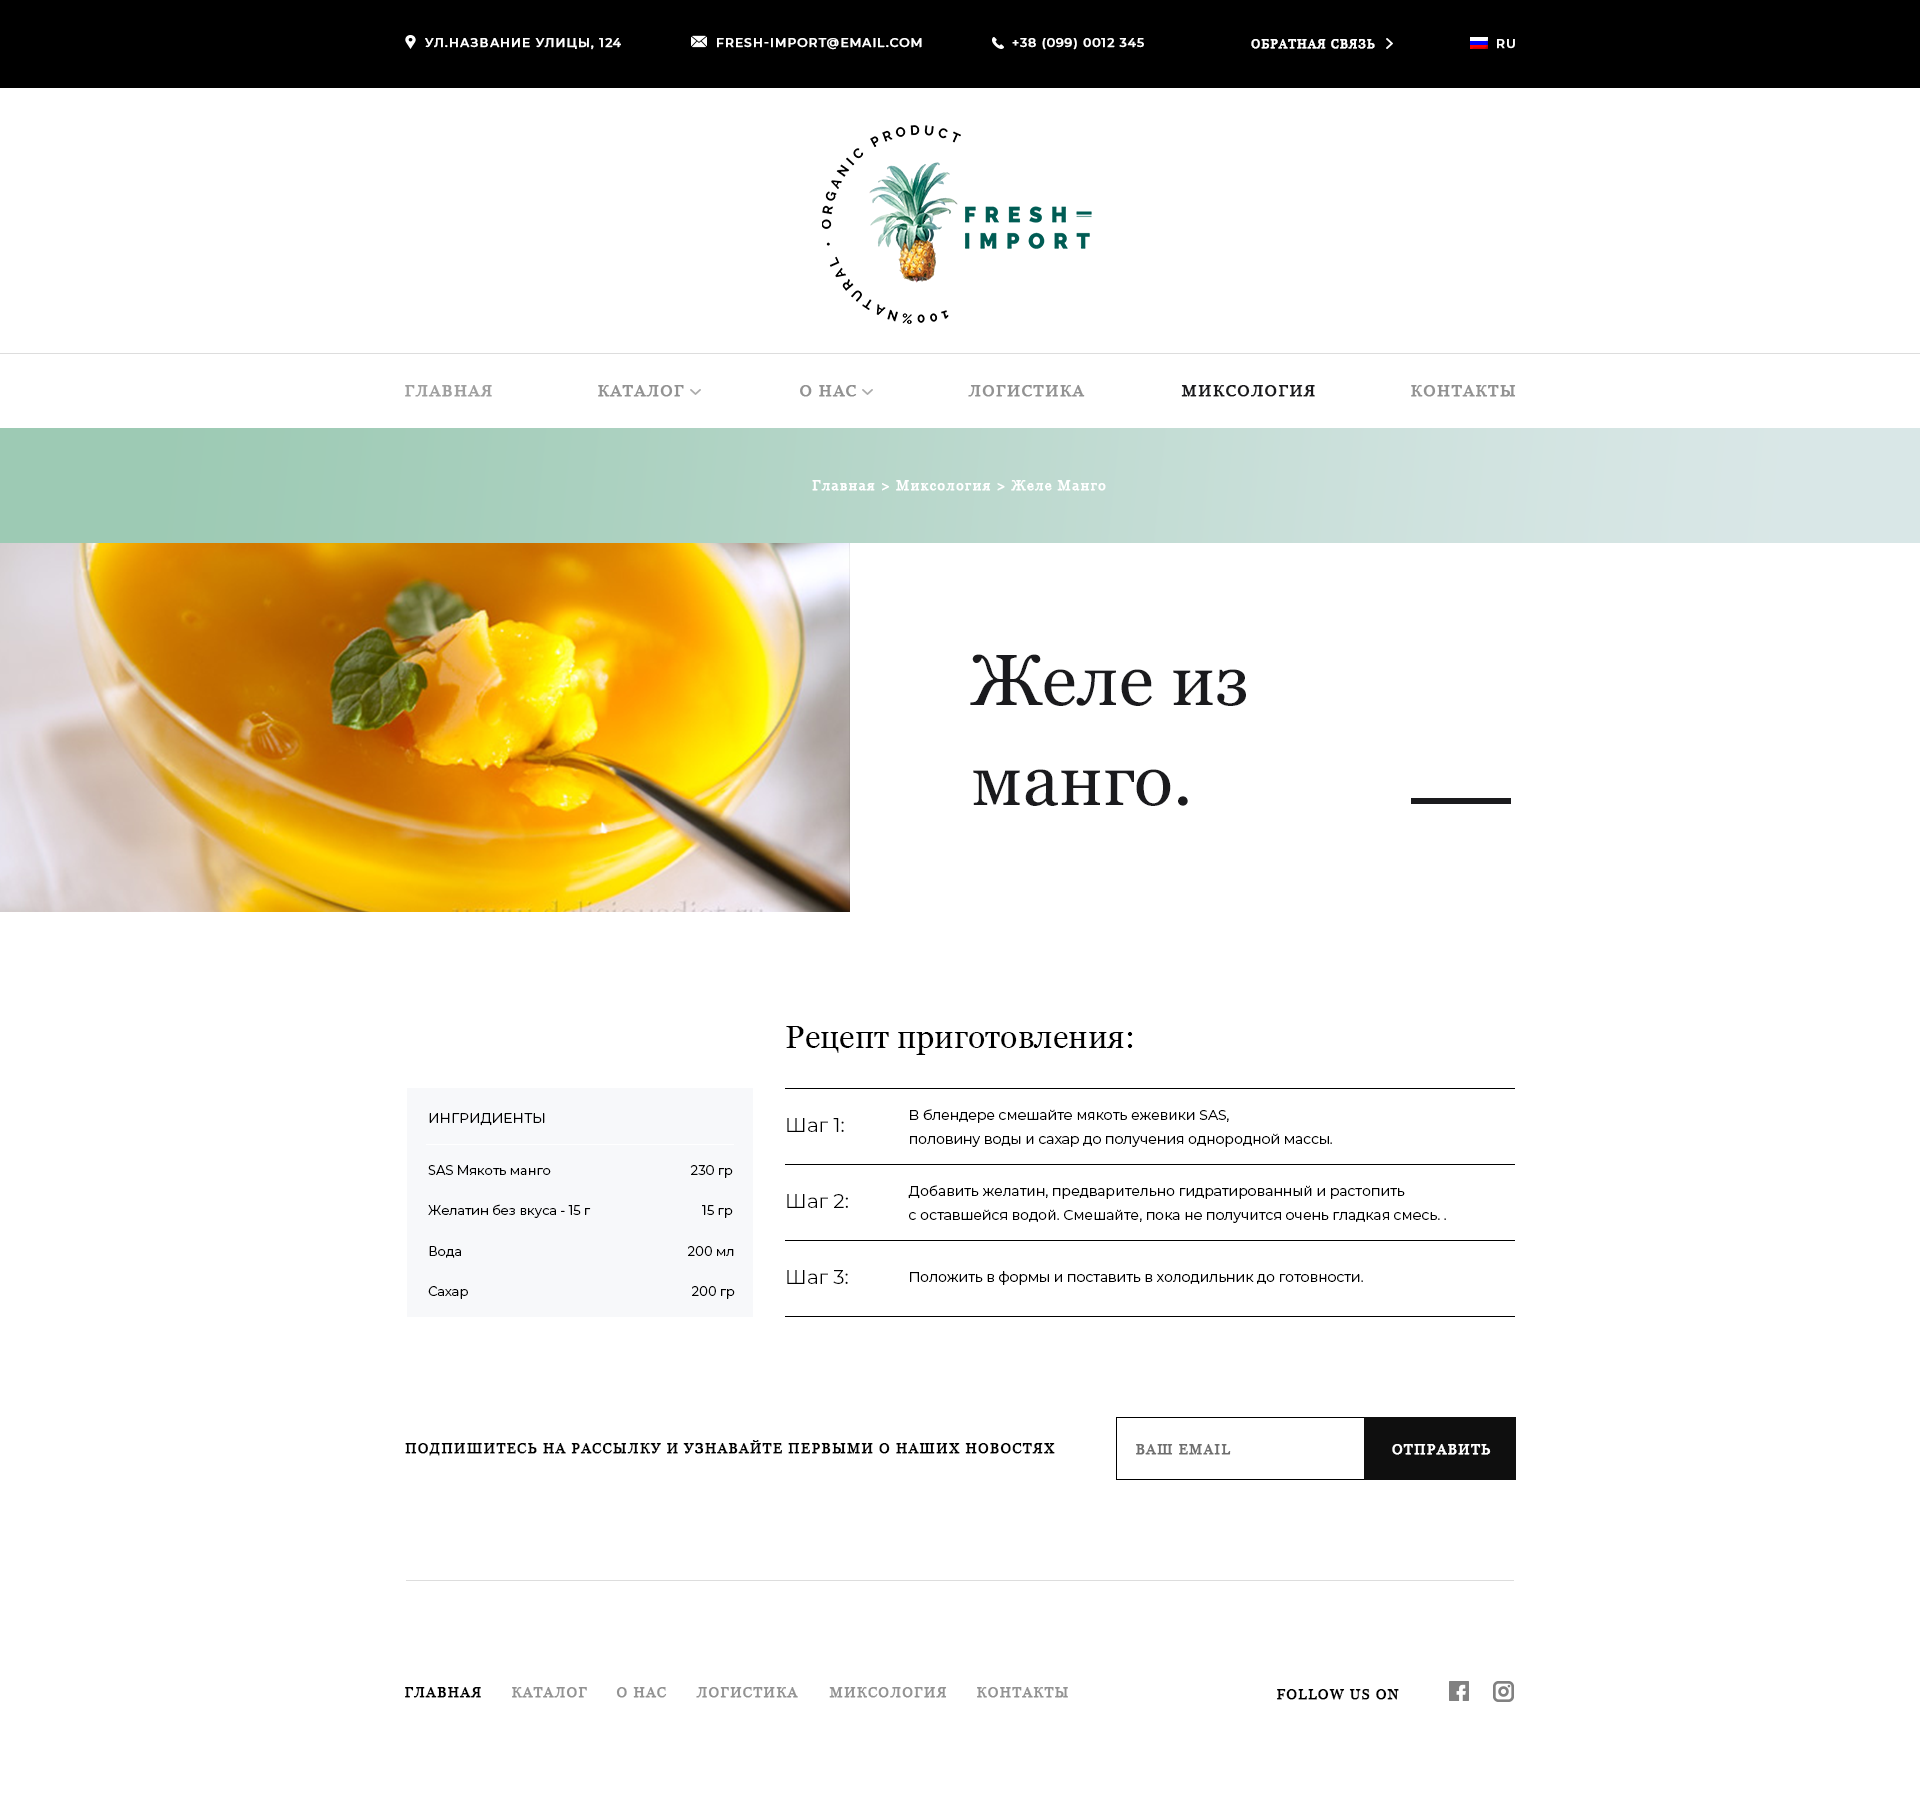 УЛ.НАЗВАНИЕ УЛИЦЫ, 124
FRESH-IMPORT@EMAIL.COM
+38 (099) 0012 345
ОБРАТНАЯ СВЯЗЬ
RU
100%NATURAL · ORGANIC PRODUCT
FRESH–
IMPORT
ГЛАВНАЯ
КАТАЛОГ
О НАС
ЛОГИСТИКА
МИКСОЛОГИЯ
КОНТАКТЫ
Главная > Миксология > Желе Манго
Желе из
манго.
Рецепт приготовления:
ИНГРИДИЕНТЫ
SAS Мякоть манго 230 гр
Желатин без вкуса - 15 г 15 гр
Вода 200 мл
Сахар 200 гр
Шаг 1:
В блендере смешайте мякоть ежевики SAS,
половину воды и сахар до получения однородной массы.
Шаг 2:
Добавить желатин, предварительно гидратированный и растопить
с оставшейся водой. Смешайте, пока не получится очень гладкая смесь. .
Шаг 3:
Положить в формы и поставить в холодильник до готовности.
ПОДПИШИТЕСЬ НА РАССЫЛКУ И УЗНАВАЙТЕ ПЕРВЫМИ О НАШИХ НОВОСТЯХ
ВАШ EMAIL
ОТПРАВИТЬ
ГЛАВНАЯ
КАТАЛОГ
О НАС
ЛОГИСТИКА
МИКСОЛОГИЯ
КОНТАКТЫ
FOLLOW US ON